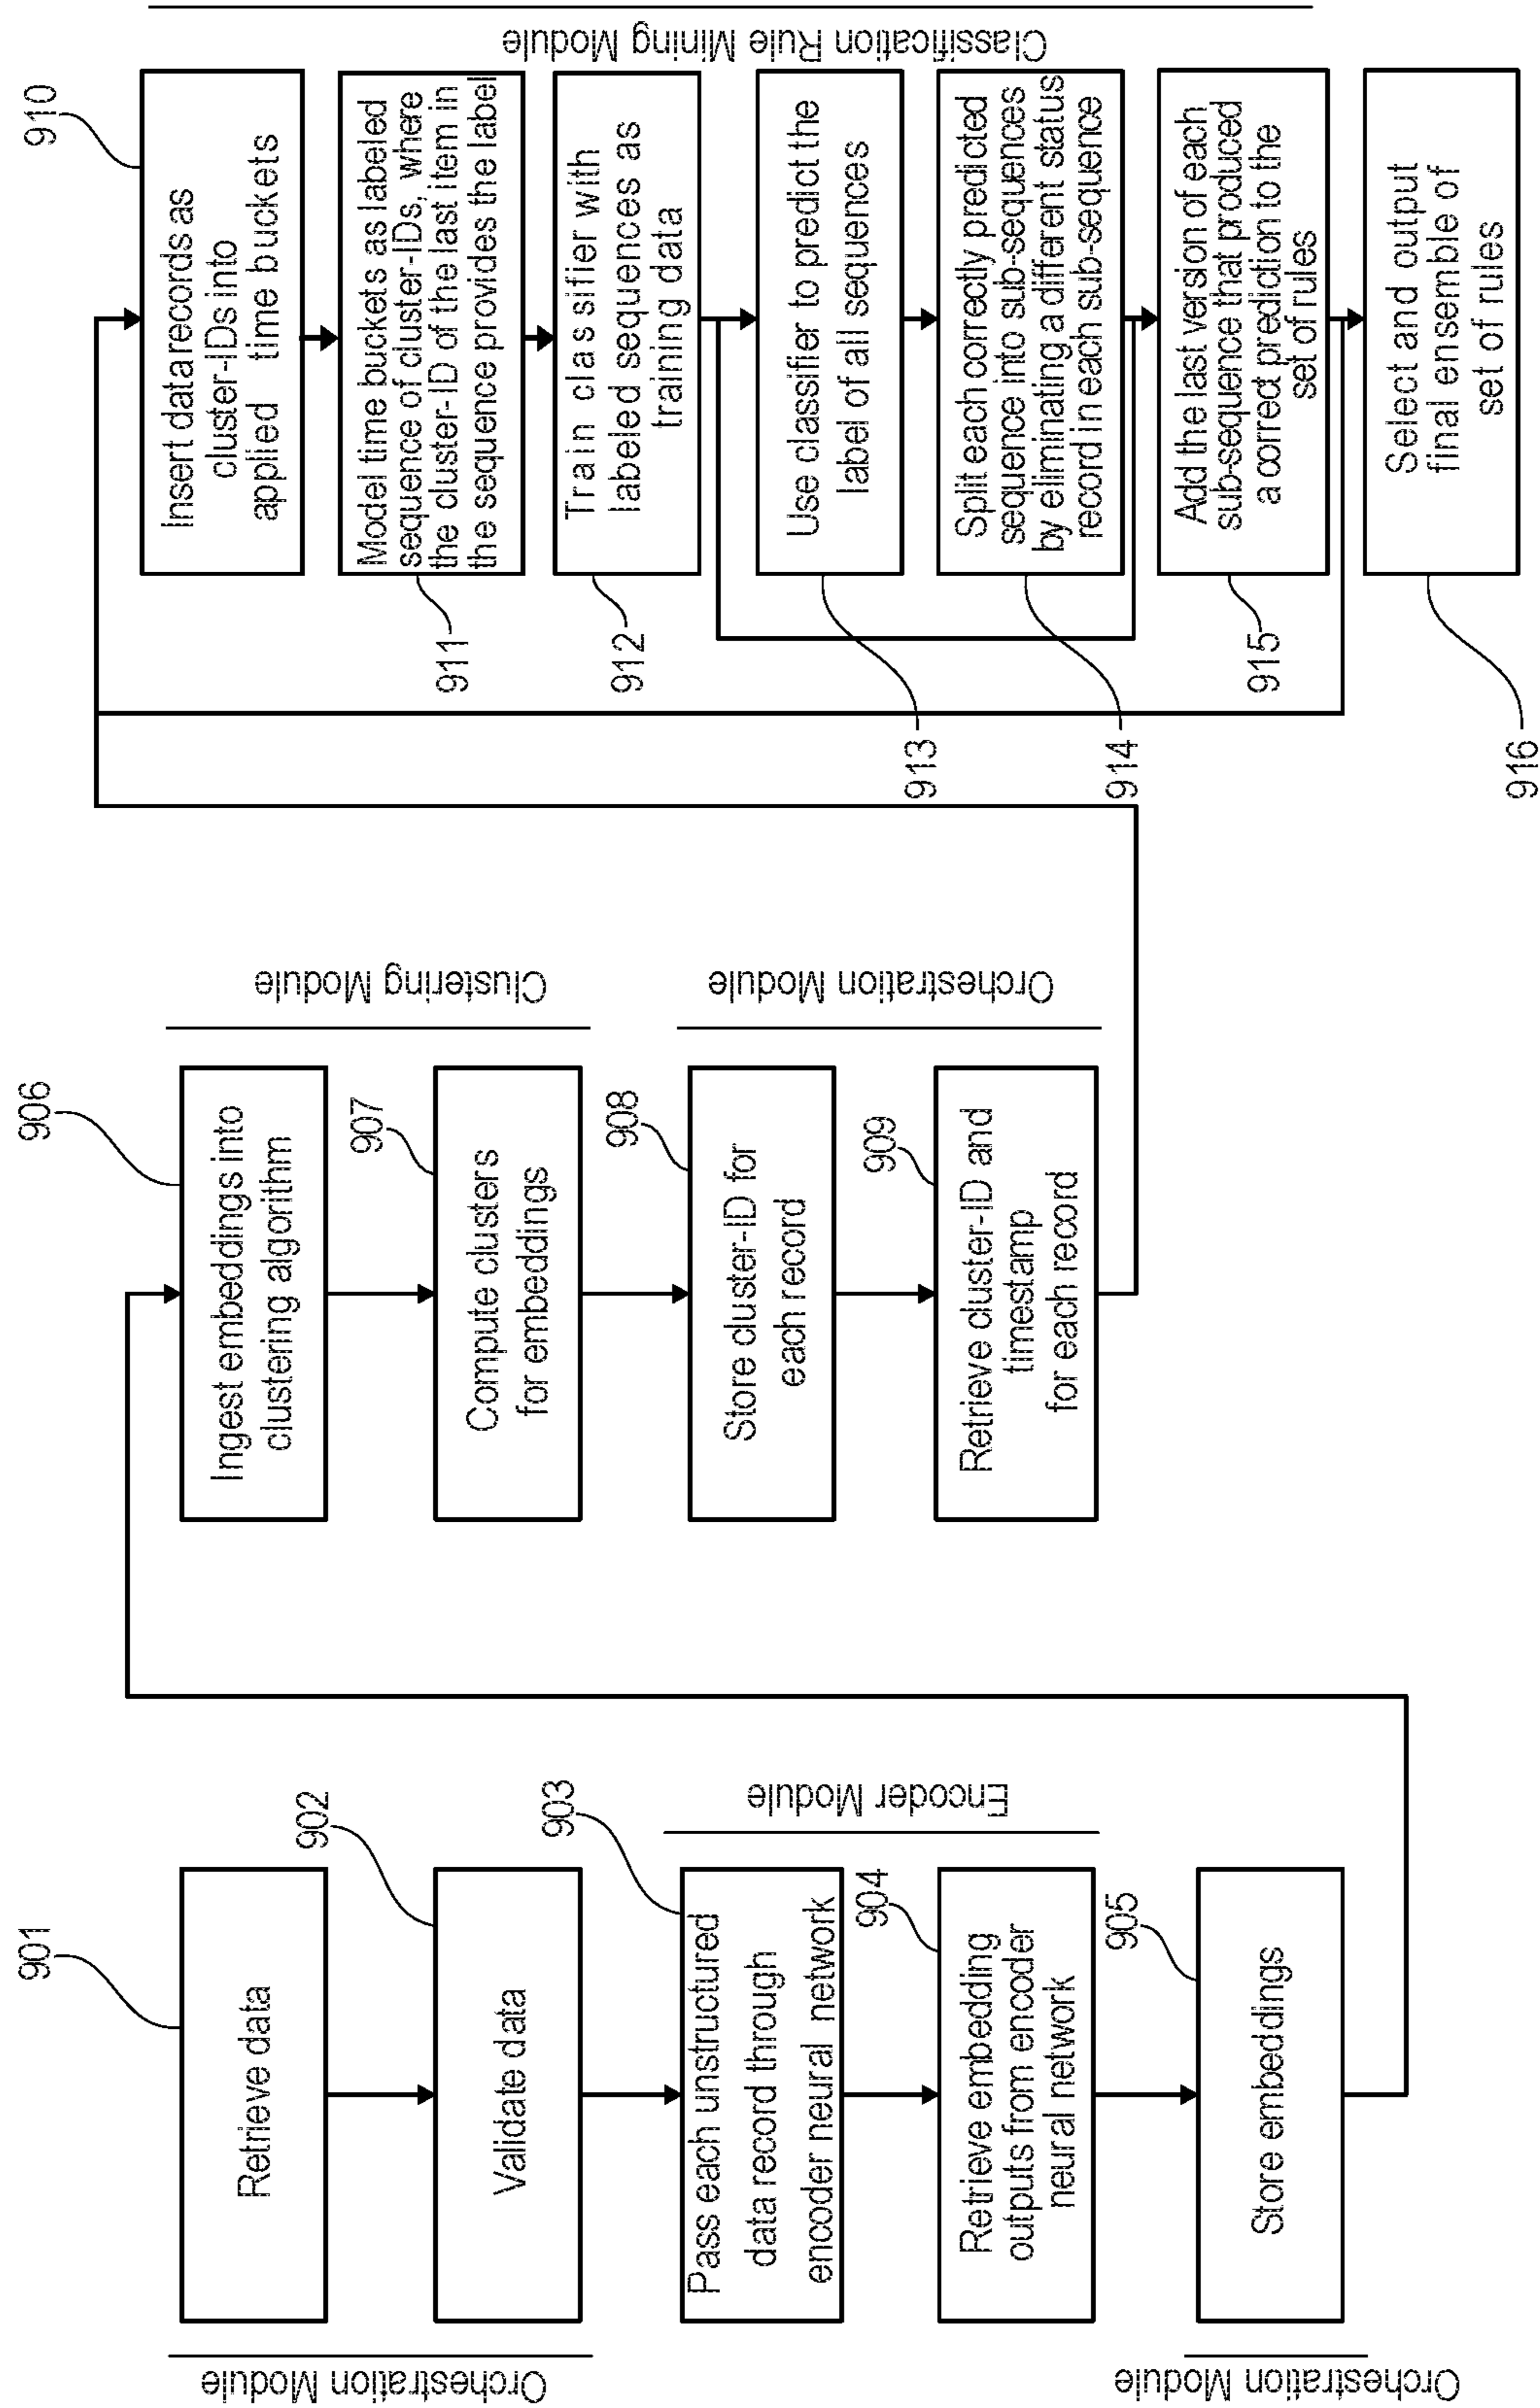 901
Retrieve data
902
Validate data
Orchestration Module
903
Pass each unstructured
data record through
encoder neural network
904
Retrieve embedding
outputs from encoder
neural network
Encoder Module
905
Store embeddings
Orchestration Module
906
Ingest embeddings into
clustering algorithm
907
Compute clusters
for embeddings
Clustering Module
908
Store cluster-ID for
each record
909
Retrieve cluster-ID and
timestamp
for each record
Orchestration Module
910
Insert data records as
cluster-IDs into
applied time buckets
911
Model time buckets as labeled
sequence of cluster-IDs, where
the cluster-ID of the last item in
the sequence provides the label
912
Train classifier with
labeled sequences as
training data
913
Use classifier to predict the
label of all sequences
914
Split each correctly predicted
sequence into sub-sequences
by eliminating a different status
record in each sub-sequence
915
Add the last version of each
sub-sequence that produced
a corred prediction to the
set of rules
916
Select and output
final ensemble of
set of rules
Classification Rule Mining Module